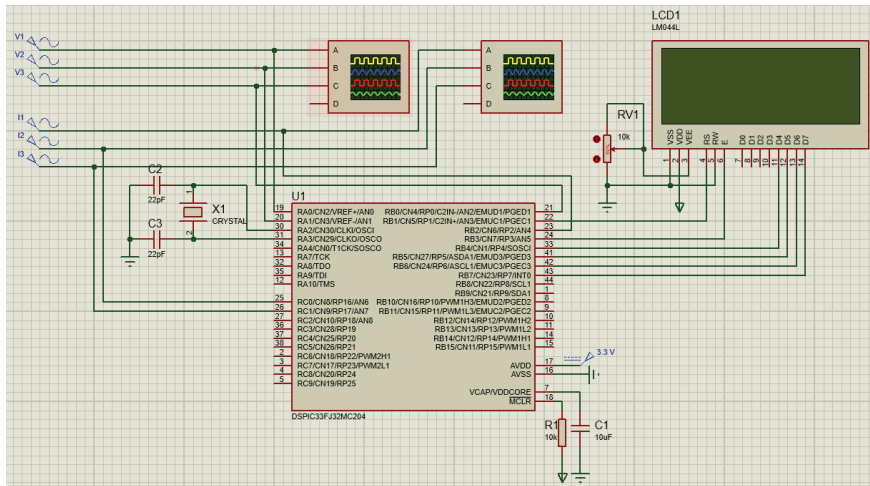 LCD1
LM044L
V1
V2
V3
A
B
C
D
A
B
C
D
I1
I2
I3
RV1
10k
VSS
VDD
VEE
RS
RW
E
D0
D1
D2
D3
D4
D5
D6
D7
1
2
3
4
5
6
7
8
9
10
11
12
13
14
C2
22pF
X1
CRYSTAL
1
2
C3
22pF
U1
19 RA0/CN2/VREF+/AN0 RB0/CN4/RP0/C2IN-/AN2/EMUD1/PGED1 21
20 RA1/CN3/VREF-/AN1 RB1/CN5/RP1/C2IN+/AN3/EMUC1/PGEC1 22
30 RA2/CN30/CLKO/OSCI RB2/CN6/RP2/AN4 23
31 RA3/CN29/CLKO/OSCO RB3/CN7/RP3/AN5 24
34 RA4/CN0/T1CK/SOSCO RB4/CN1/RP4/SOSCI 33
13 RA7/TCK RB5/CN27/RP5/ASDA1/EMUD3/PGED3 41
32 RA8/TDO RB6/CN24/RP6/ASCL1/EMUC3/PGEC3 42
35 RA9/TDI RB7/CN23/RP7/INT0 43
12 RA10/TMS RB8/CN22/RP8/SCL1 44
RB9/CN21/RP9/SDA1 1
25 RC0/CN8/RP16/AN6 RB10/CN16/RP10/PWM1H3/EMUD2/PGED2 8
26 RC1/CN9/RP17/AN7 RB11/CN15/RP11/PWM1L3/EMUC2/PGEC2 9
27 RC2/CN10/RP18/AN8 RB12/CN14/RP12/PWM1H2 10
36 RC3/CN28/RP19 RB13/CN13/RP13/PWM1L2 11
37 RC4/CN25/RP20 RB14/CN12/RP14/PWM1H1 14
38 RC5/CN26/RP21 RB15/CN11/RP15/PWM1L1 15
2 RC6/CN18/RP22/PWM2H1
3 RC7/CN17/RP23/PWM2L1 AVDD 17
4 RC8/CN20/RP24 AVSS 16
5 RC9/CN19/RP25
VCAP/VDDCORE 7
MCLR 18
3.3 V
DSPIC33FJ32MC204
R1
10k
C1
10uF